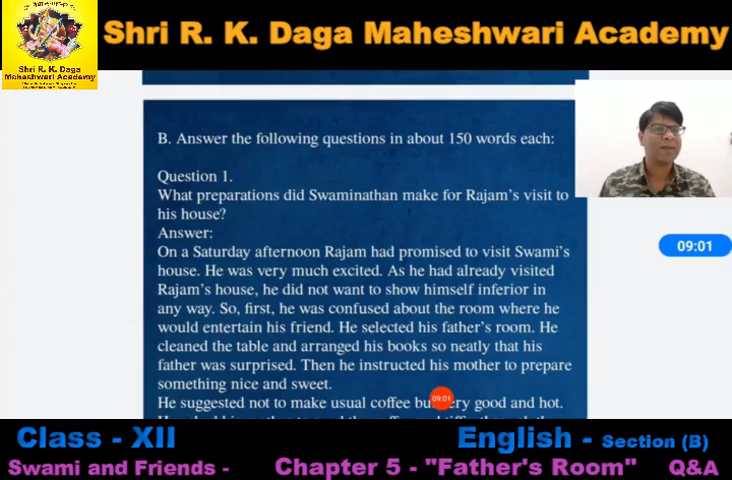 Shri R. K. Daga Maheshwari Academy
Shri R. K. Daga
Maheshwari Academy
B. Answer the following questions in about 150 words each:
Question 1.
What preparations did Swaminathan make for Rajam's visit to
his house?
Answer:
On a Saturday afternoon Rajam had promised to visit Swami's
house. He was very much excited. As he had already visited
Rajam's house, he did not want to show himself inferior in
any way. So, first, he was confused about the room where he
would entertain his friend. He selected his father's room. He
cleaned the table and arranged his books so neatly that his
father was surprised. Then he instructed his mother to prepare
something nice and sweet.
He suggested not to make usual coffee good and hot.
09:01
09:01
Class - XII English - Section (B)
Swami and Friends - Chapter 5 - "Father's Room" Q&A